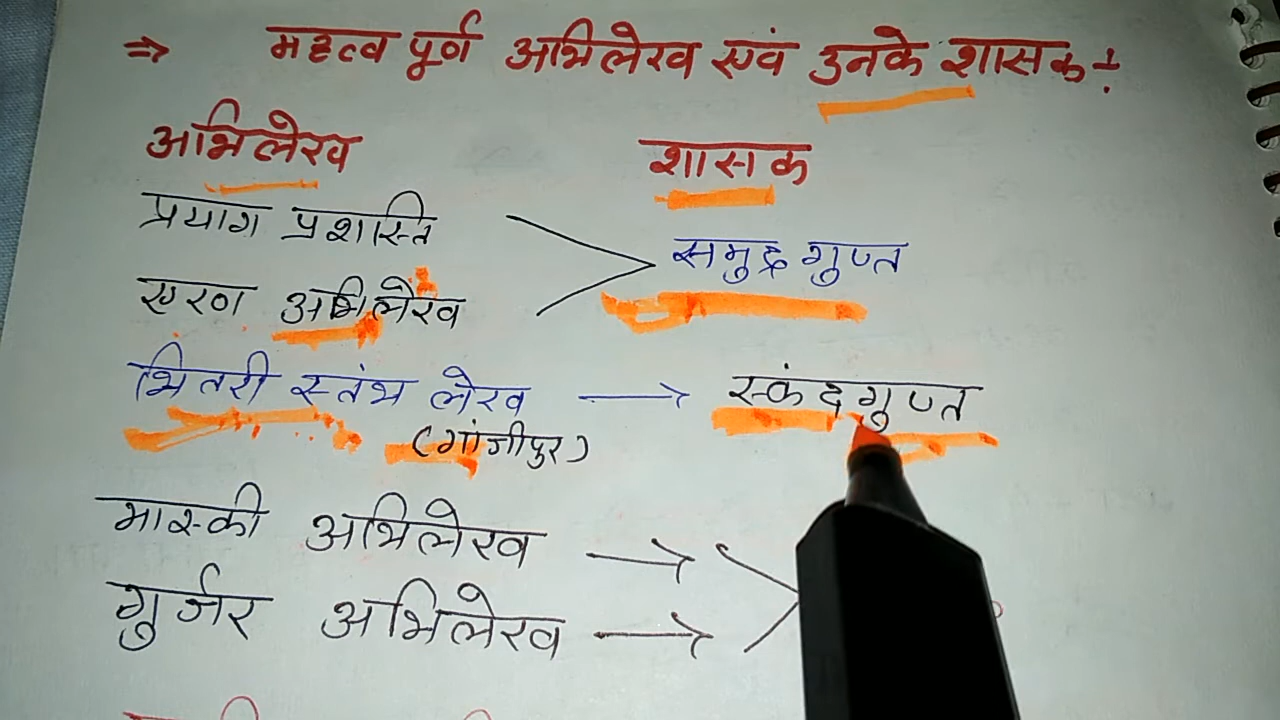 ⇒ महत्व पूर्व अभिलेख एवं उनके शासक ÷
अभिलेख शासक
प्रयाग प्रशस्ति
समुद्र गुप्त
एरण अभिलेख
भितरी स्तंभ लेख → स्कंदगुप्त
(गांजीपुर)
मास्की अभिलेख →
गुर्जर अभिलेख →